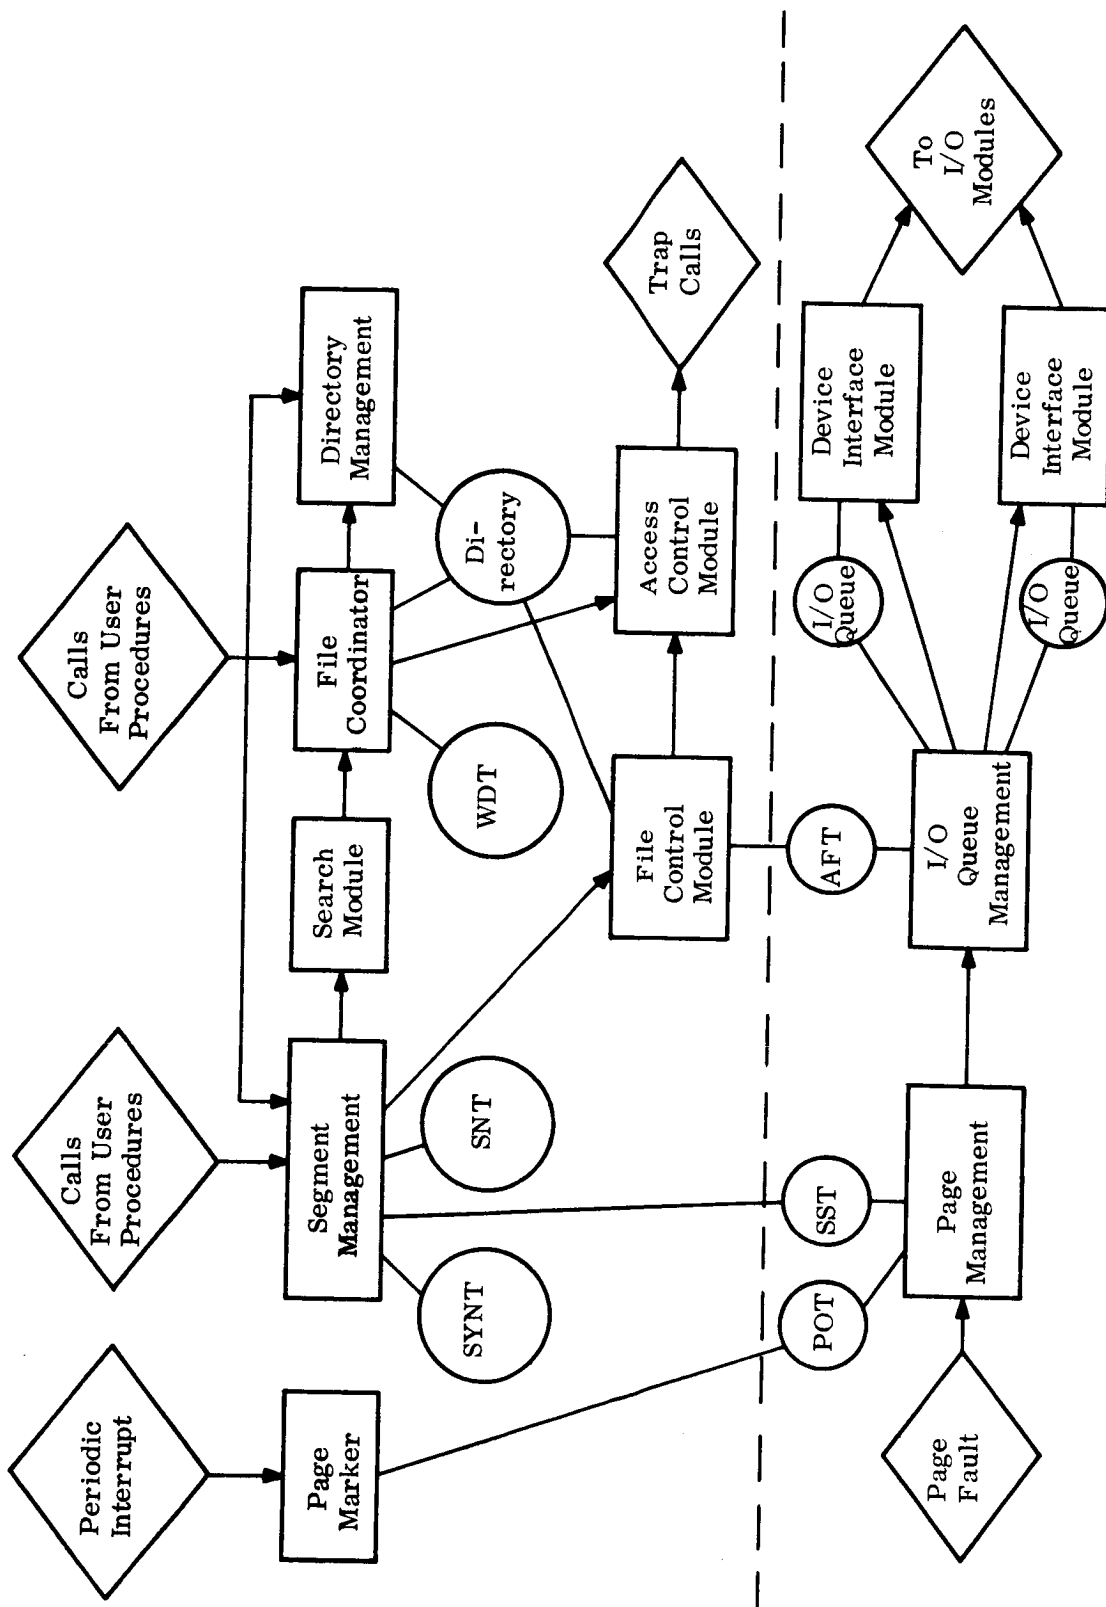 Periodic
Interrupt
Calls
From User
Procedures
Calls
From User
Procedures
Page
Marker
Segment
Management
Search
Module
File
Coordinator
Directory
Management
SYNT
SNT
WDT
Di-
rectory
File
Control
Module
Access
Control
Module
Trap
Calls
POT
SST
AFT
I/O
Queue
I/O
Queue
Page
Fault
Page
Management
I/O
Queue
Management
Device
Interface
Module
Device
Interface
Module
To
I/O
Modules